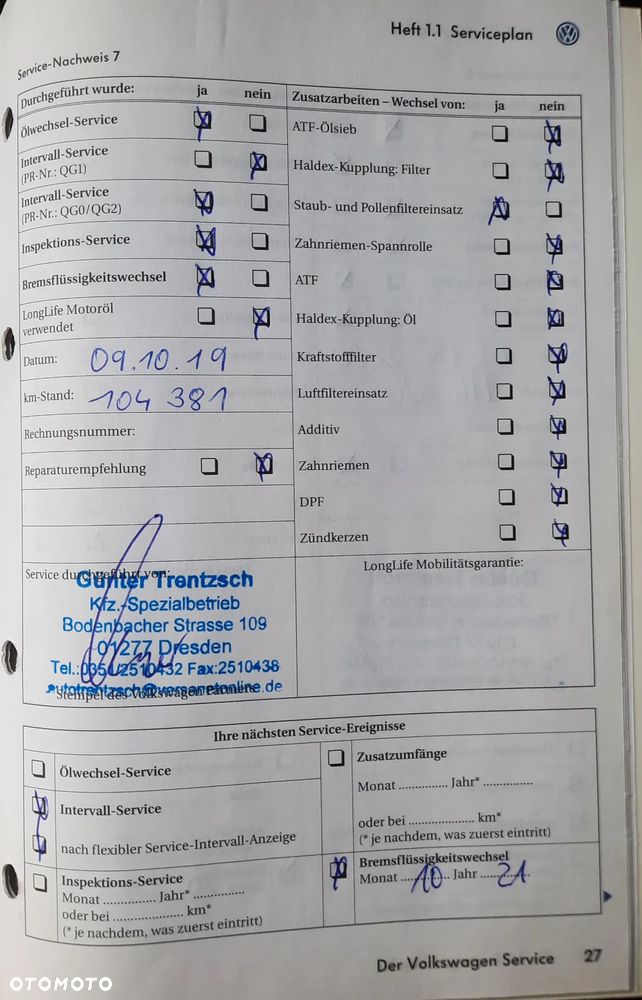 Heft 1.1 Serviceplan
Service-Nachweis 7
Durchgeführt wurde: ja nein
Ölwechsel-Service
Intervall-Service
(PR-Nr.: QG1)
Intervall-Service
(PR-Nr.: QG0/QG2)
Inspektions-Service
Bremsflüssigkeitswechsel
LongLife Motoröl
verwendet
Datum: 09.10.19
km-Stand: 104 381
Rechnungsnummer:
Reparaturempfehlung
Zusatzarbeiten – Wechsel von: ja nein
ATF-Ölsieb
Haldex-Kupplung: Filter
Staub- und Pollenfiltereinsatz
Zahnriemen-Spannrolle
ATF
Haldex-Kupplung: Öl
Kraftstofffilter
Luftfiltereinsatz
Additiv
Zahnriemen
DPF
Zündkerzen
Service durchgeführt von:
Gunter Trentzsch
Kfz.-Spezialbetrieb
Bodenbacher Strasse 109
01277 Dresden
Tel.:0351/2510432 Fax:2510438
autotrentzsch@versanetonline.de
Stempel des Volkswagen Partners
LongLife Mobilitätsgarantie:
Ihre nächsten Service-Ereignisse
Ölwechsel-Service
Intervall-Service
nach flexibler Service-Intervall-Anzeige
Inspektions-Service
Monat ............... Jahr* ...............
oder bei .................... km*
(* je nachdem, was zuerst eintritt)
Zusatzumfänge
Monat .............. Jahr* ..............
oder bei ................... km*
(* je nachdem, was zuerst eintritt)
Bremsflüssigkeitswechsel
Monat ... 10 .. Jahr .... 21 .
Der Volkswagen Service 27
OTOMOTO